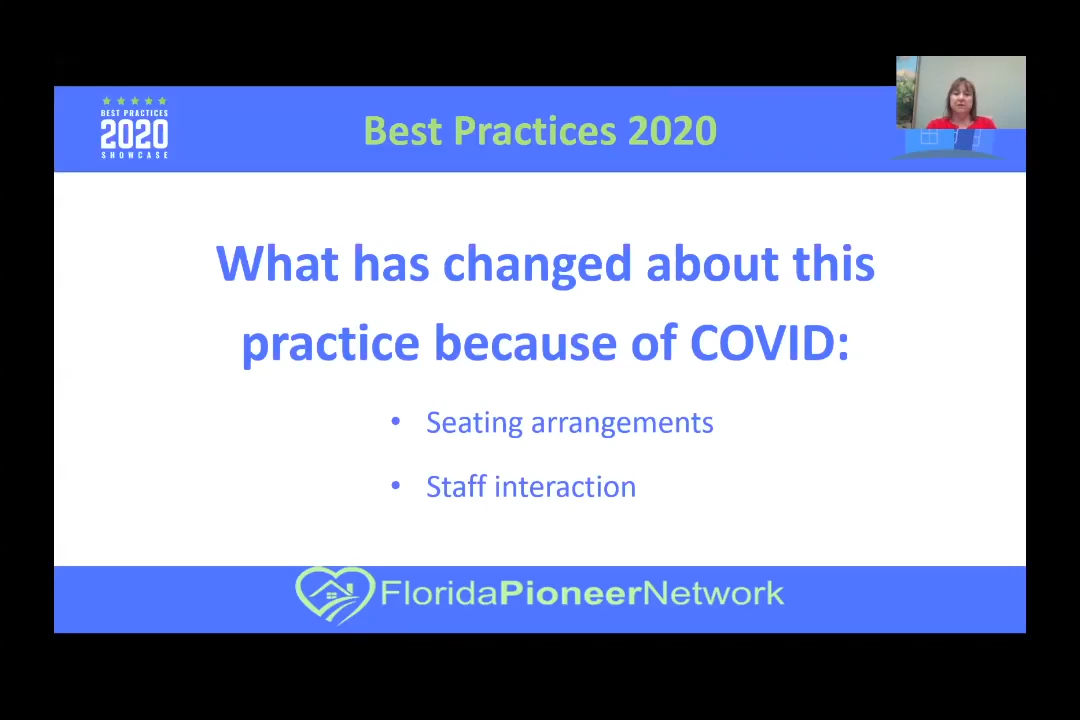 BEST PRACTICES
2020
SHOWCASE
Best Practices 2020
What has changed about this
practice because of COVID:
• Seating arrangements
• Staff interaction
FloridaPioneerNetwork